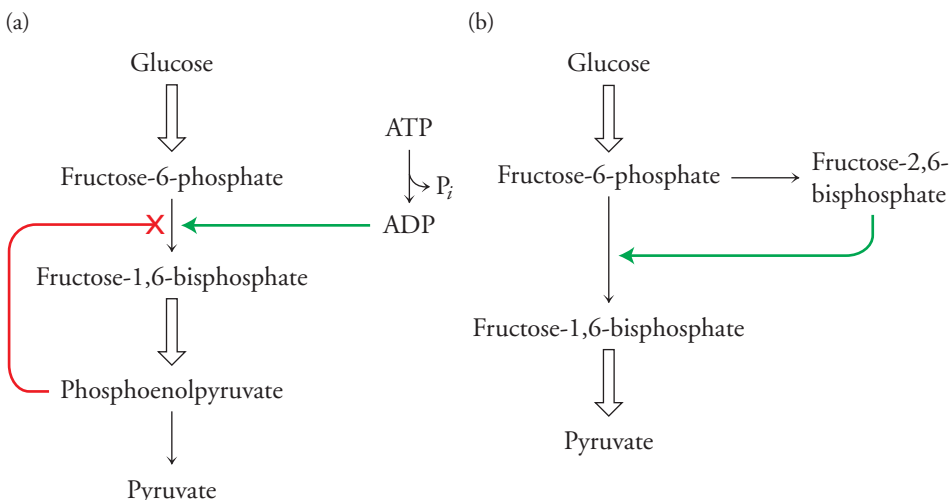 (a)
Glucose
ATP
Fructose-6-phosphate
Pi
ADP
Fructose-1,6-bisphosphate
Phosphoenolpyruvate
Pyruvate
(b)
Glucose
Fructose-6-phosphate
Fructose-2,6-
bisphosphate
Fructose-1,6-bisphosphate
Pyruvate